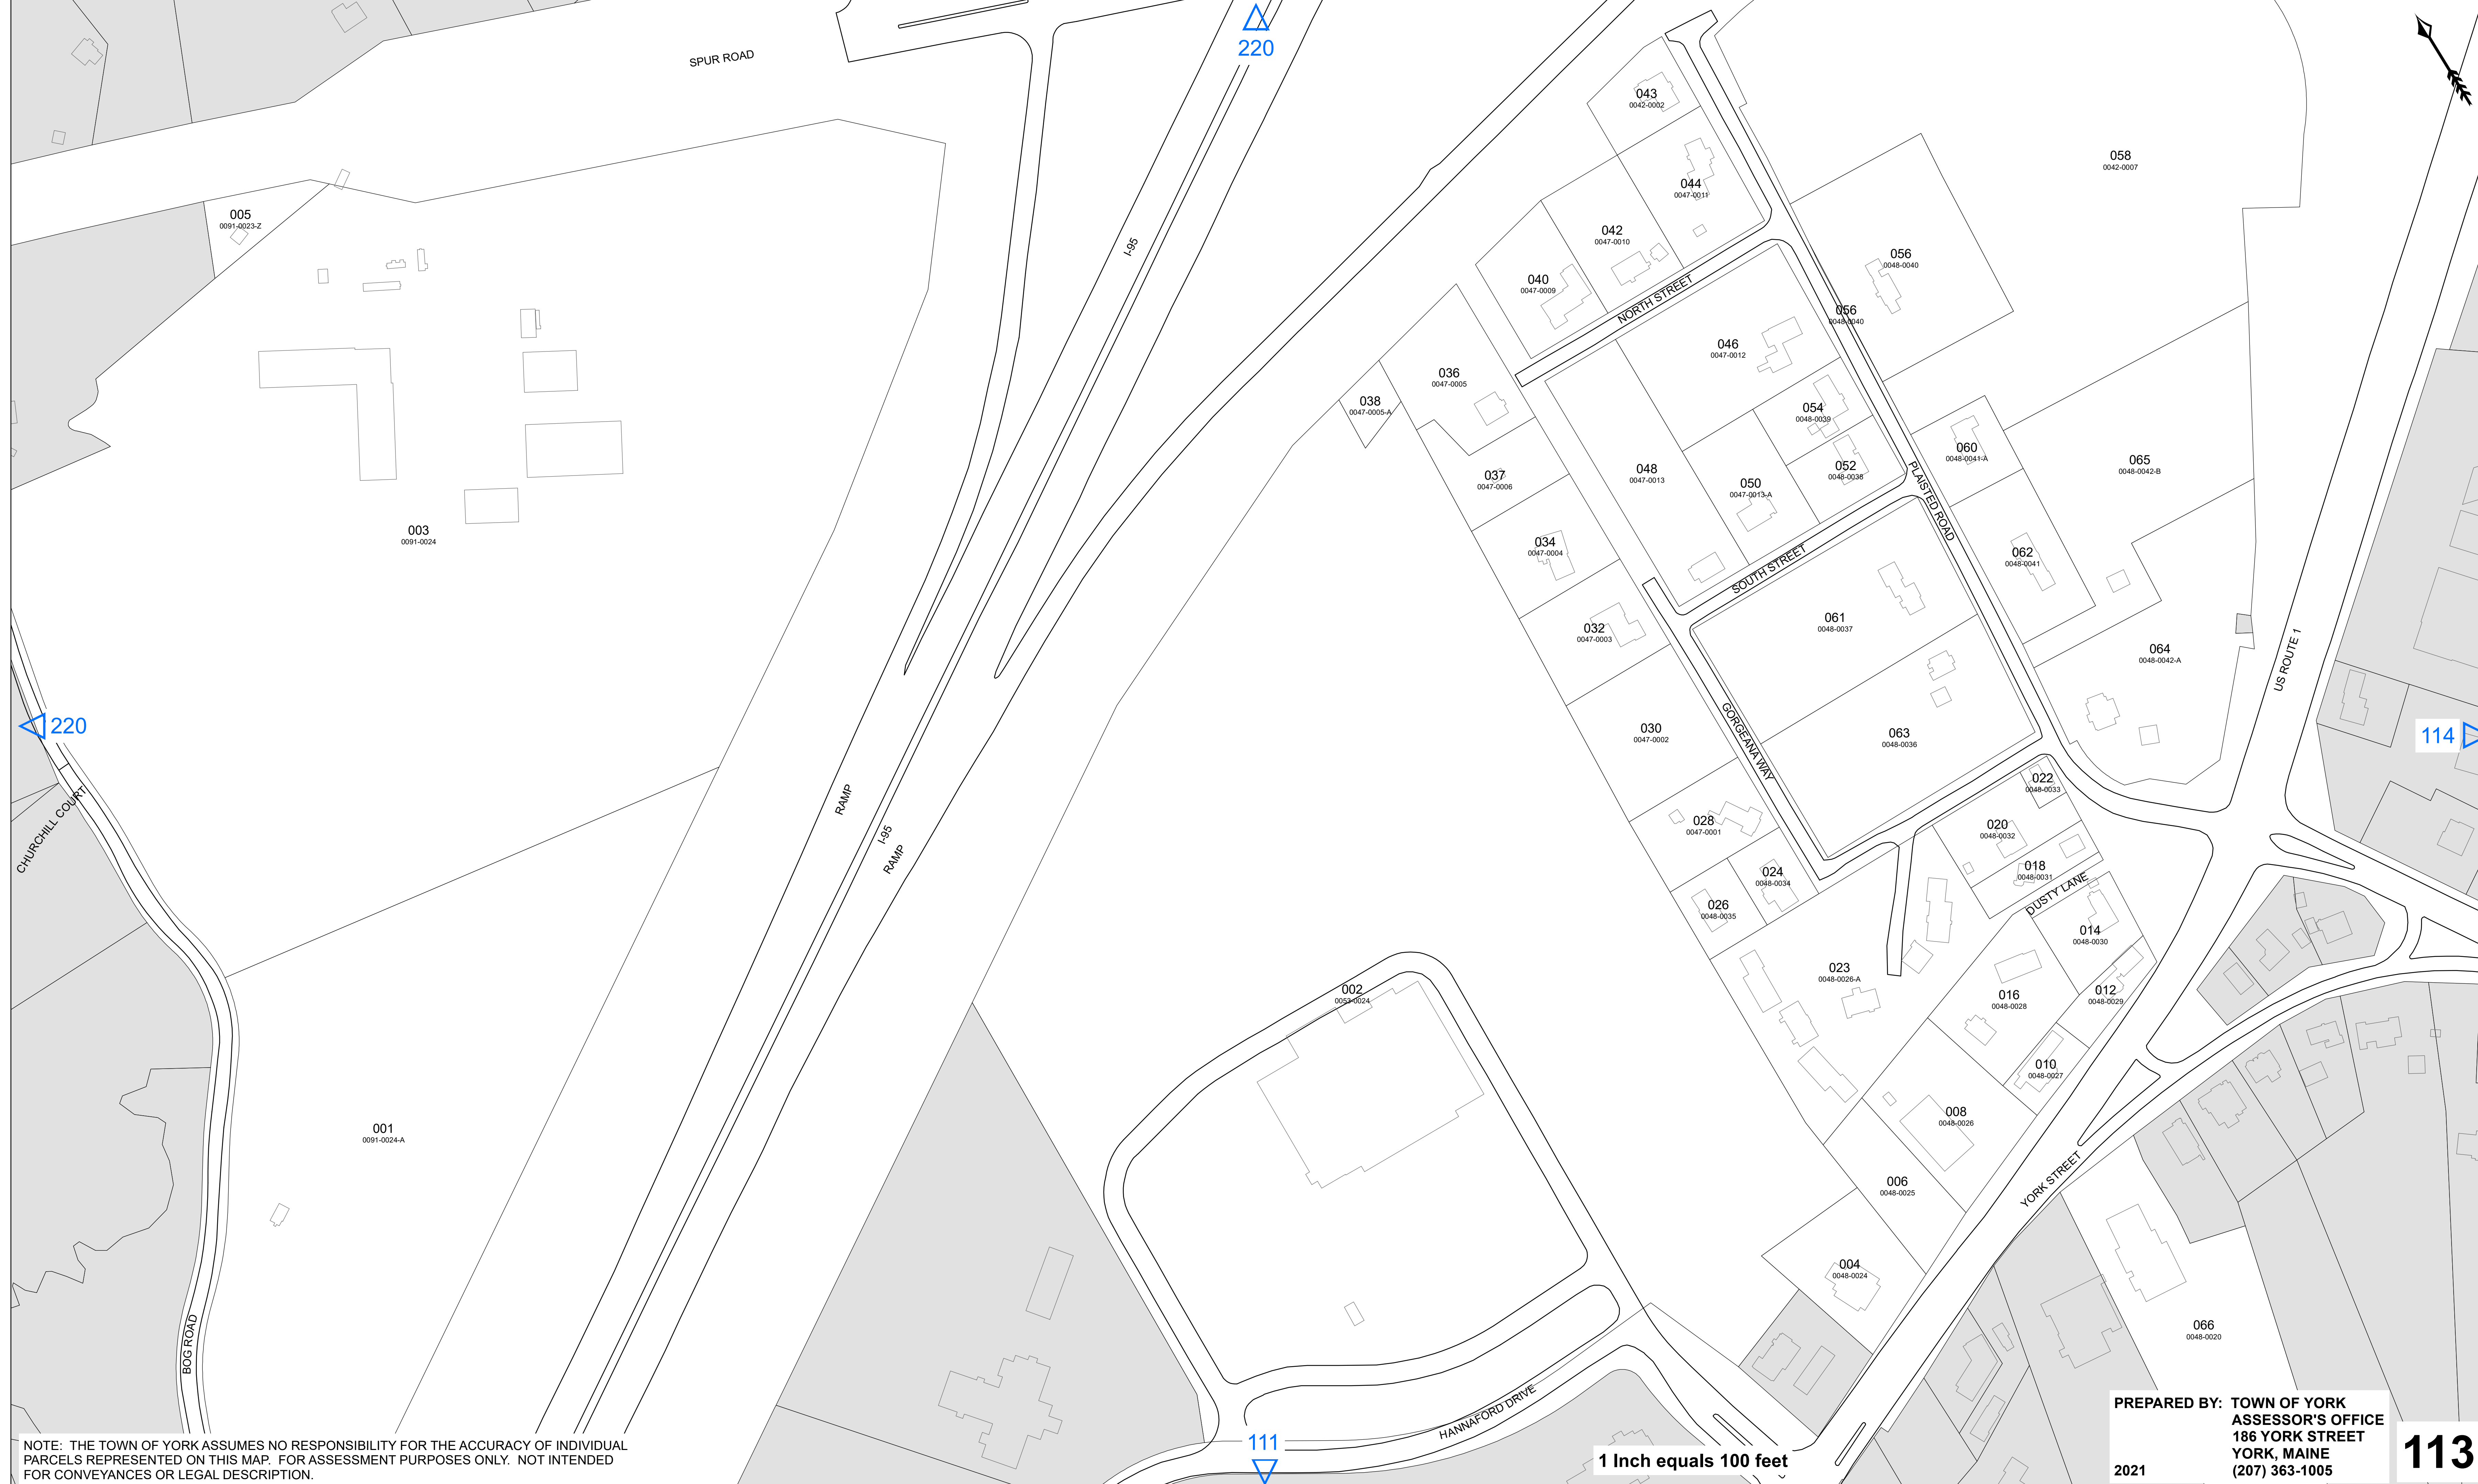 220
SPUR ROAD
043
0042-0002
058
0042-0007
044
0047-0011
005
0091-0023-Z
042
0047-0010
I-95
056
0048-0040
040
0047-0009
NORTH STREET
056
0048-0040
046
0047-0012
036
0047-0005
038
0047-0005-A
054
0048-0039
060
0048-0041-A
065
0048-0042-B
048
0047-0013
052
0048-0038
037
0047-0006
050
0047-0013-A
PLAISTED ROAD
003
0091-0024
034
0047-0004
062
0048-0041
SOUTH STREET
061
0048-0037
032
0047-0003
064
0048-0042-A
US ROUTE 1
220
030
0047-0002
GORGEANA WAY
063
0048-0036
114
022
0048-0033
RAMP
CHURCHILL COURT
I-95
RAMP
028
0047-0001
020
0048-0032
018
0048-0031
024
0048-0034
DUSTY LANE
026
0048-0035
014
0048-0030
023
0048-0026-A
002
0053-0024
016
0048-0028
012
0048-0029
010
0048-0027
008
0048-0026
001
0091-0024-A
006
0048-0025
YORK STREET
004
0048-0024
066
0048-0020
BOG ROAD
HANNAFORD DRIVE
111
NOTE: THE TOWN OF YORK ASSUMES NO RESPONSIBILITY FOR THE ACCURACY OF INDIVIDUAL
PARCELS REPRESENTED ON THIS MAP. FOR ASSESSMENT PURPOSES ONLY. NOT INTENDED
FOR CONVEYANCES OR LEGAL DESCRIPTION.
1 Inch equals 100 feet
PREPARED BY: TOWN OF YORK
ASSESSOR'S OFFICE
186 YORK STREET
YORK, MAINE
2021 (207) 363-1005
113